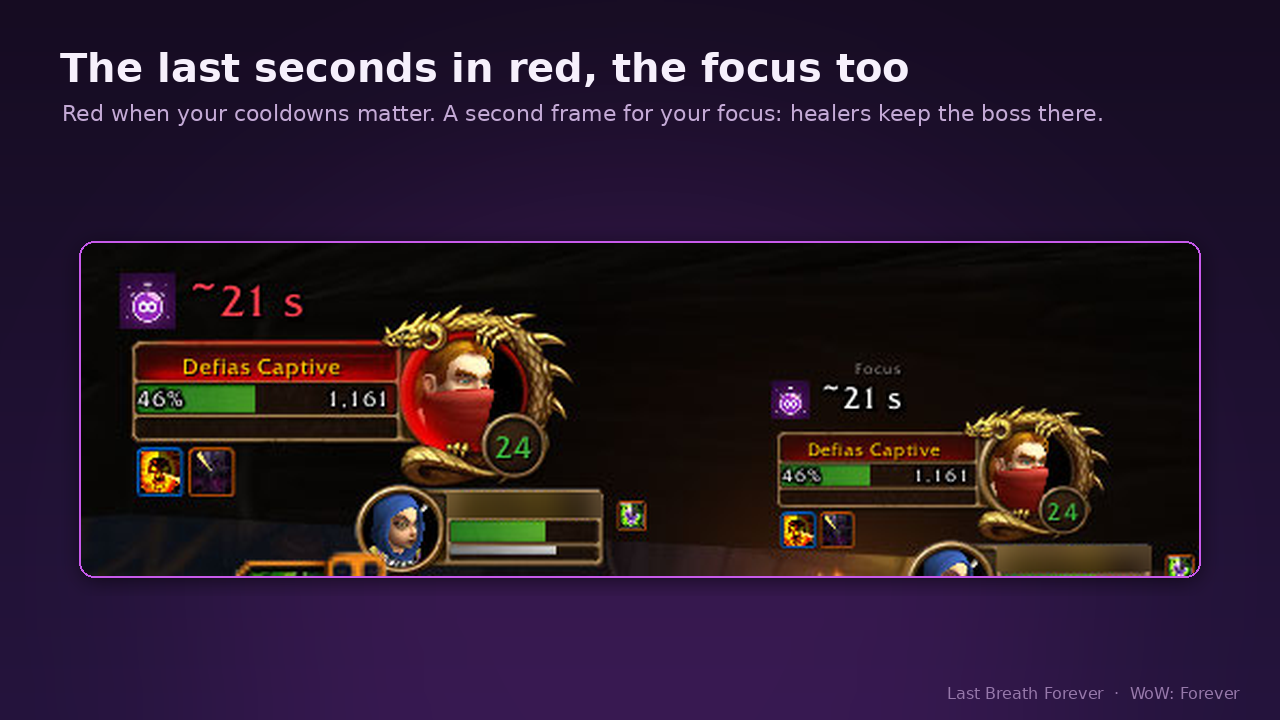 The last seconds in red, the focus too
Red when your cooldowns matter. A second frame for your focus: healers keep the boss there.
~21 s
Defias Captive
46% 1,161
24
Focus
~21 s
Defias Captive
46% 1,161
24
Last Breath Forever · WoW: Forever